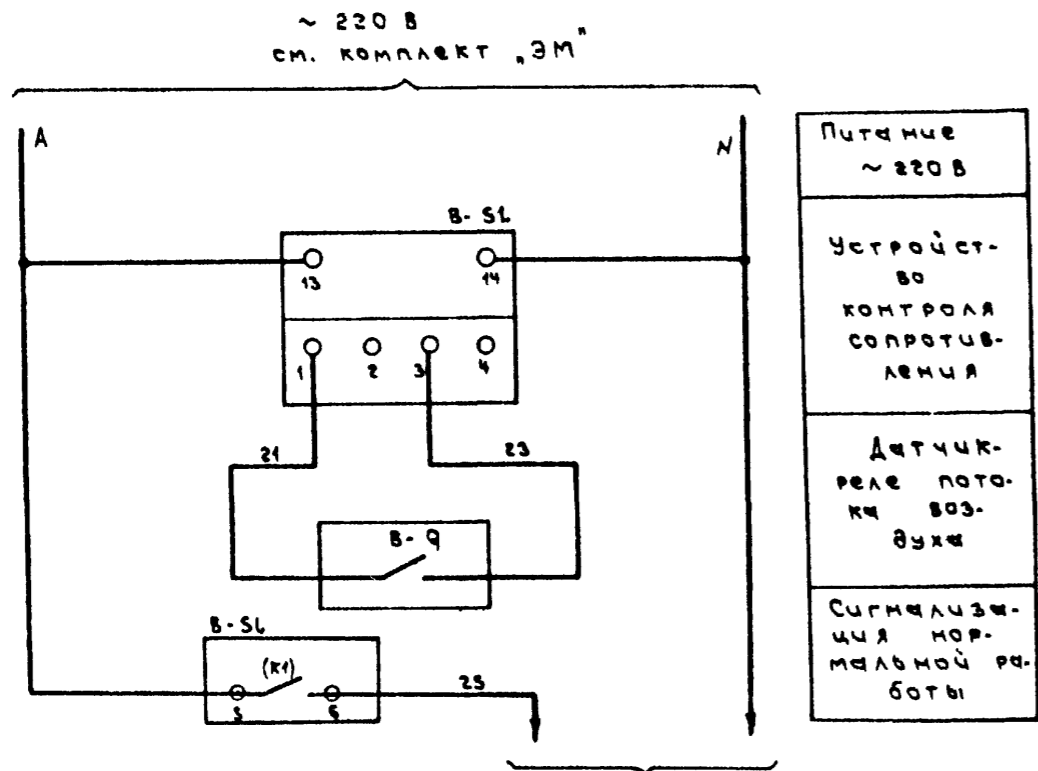 ~ 220 В
см. комплект „ЭМ"
А
N
Питание
~ 220 В
В- SL
13
14
Устройст-
во
контроля
сопротив-
ления
1
2
3
4
21
23
Датчик-
реле пото-
ка воз-
духа
В- Q
В-SL
(К1)
5
6
25
Сигнализа-
ция нор-
мальной ра-
боты